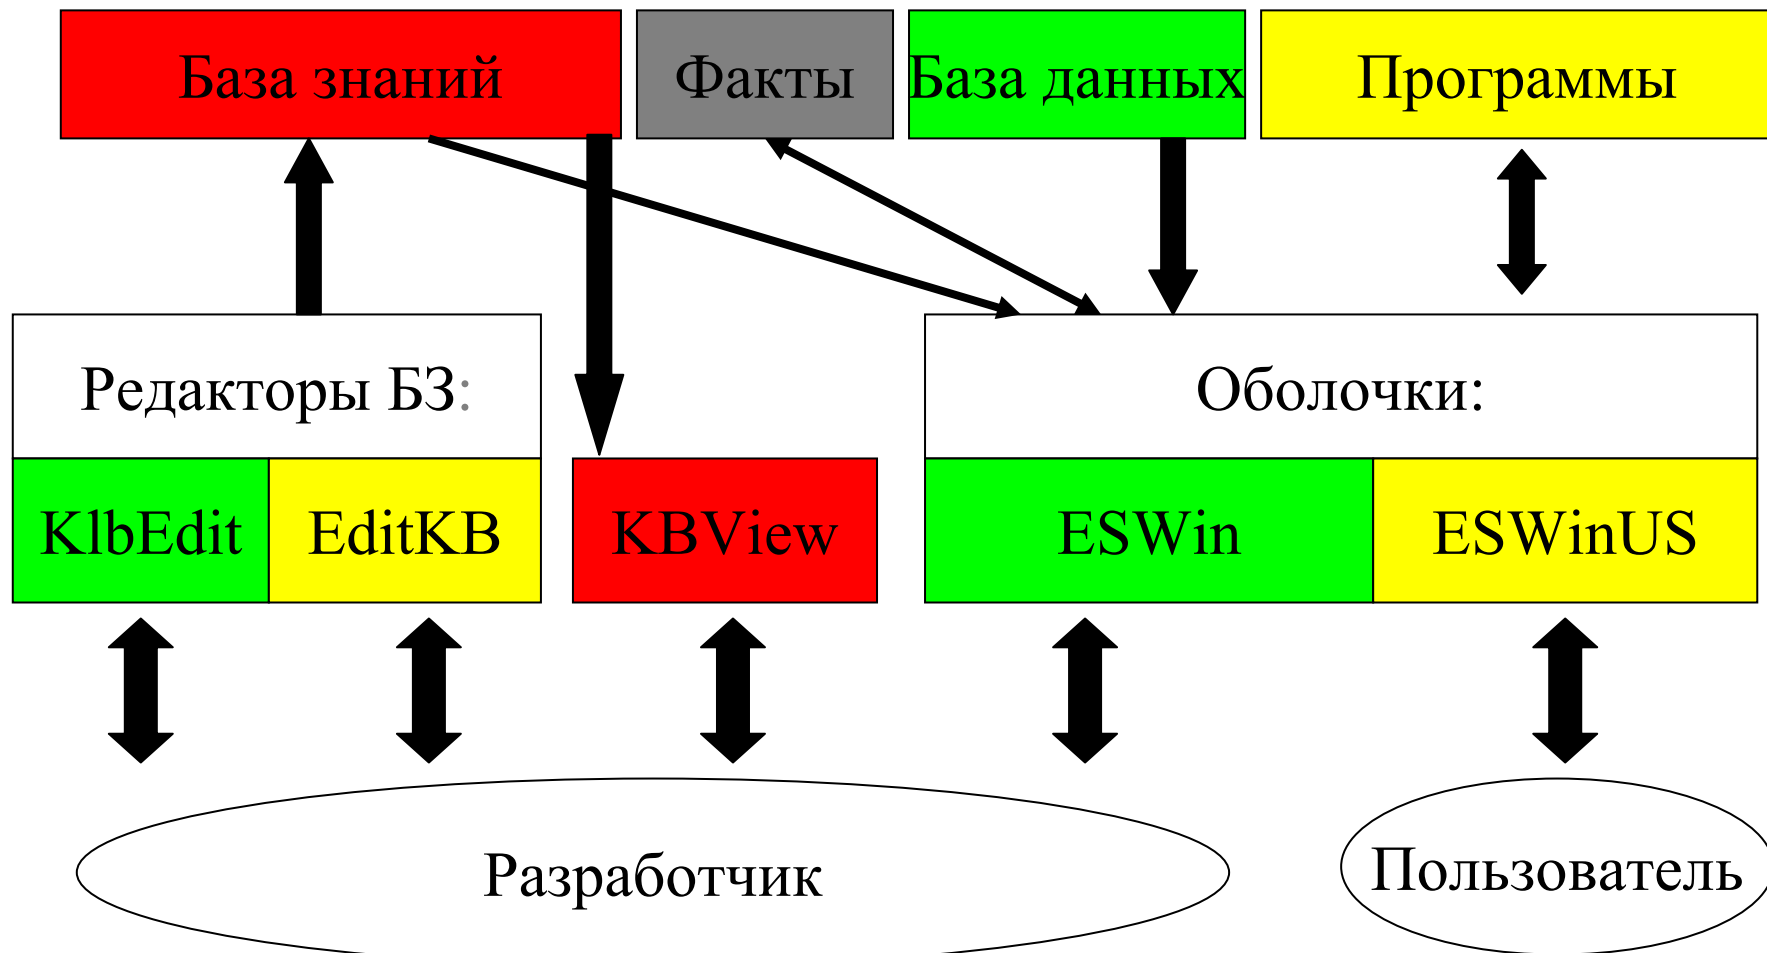 База знаний
Факты
База данных
Программы
Редакторы БЗ:
Оболочки:
KlbEdit
EditKB
KBView
ESWin
ESWinUS
Разработчик
Пользователь